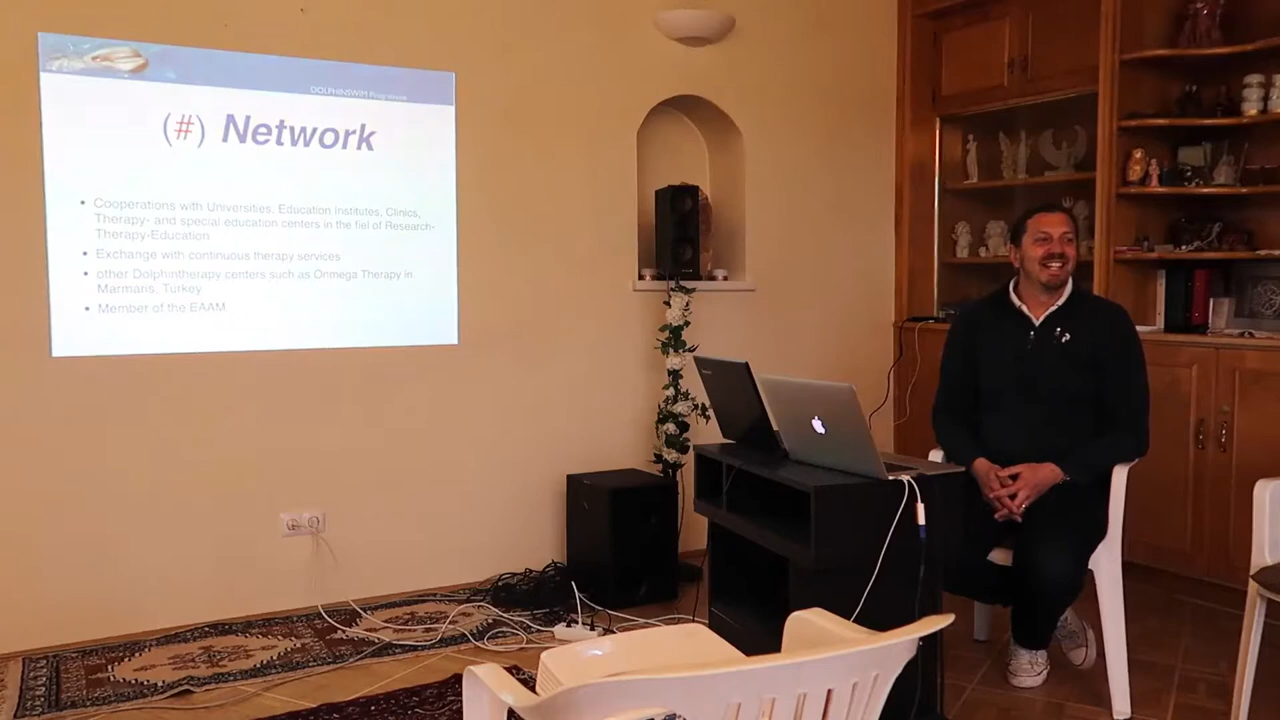 DOLPHINSWIM Programme
(#) Network
• Cooperations with Universities, Education Institutes, Clinics,
Therapy- and special education centers in the fiel of Research-
Therapy-Education
• Exchange with continuous therapy services
• other Dolphintherapy centers such as Onmega Therapy in
Marmaris, Turkey
• Member of the EAAM